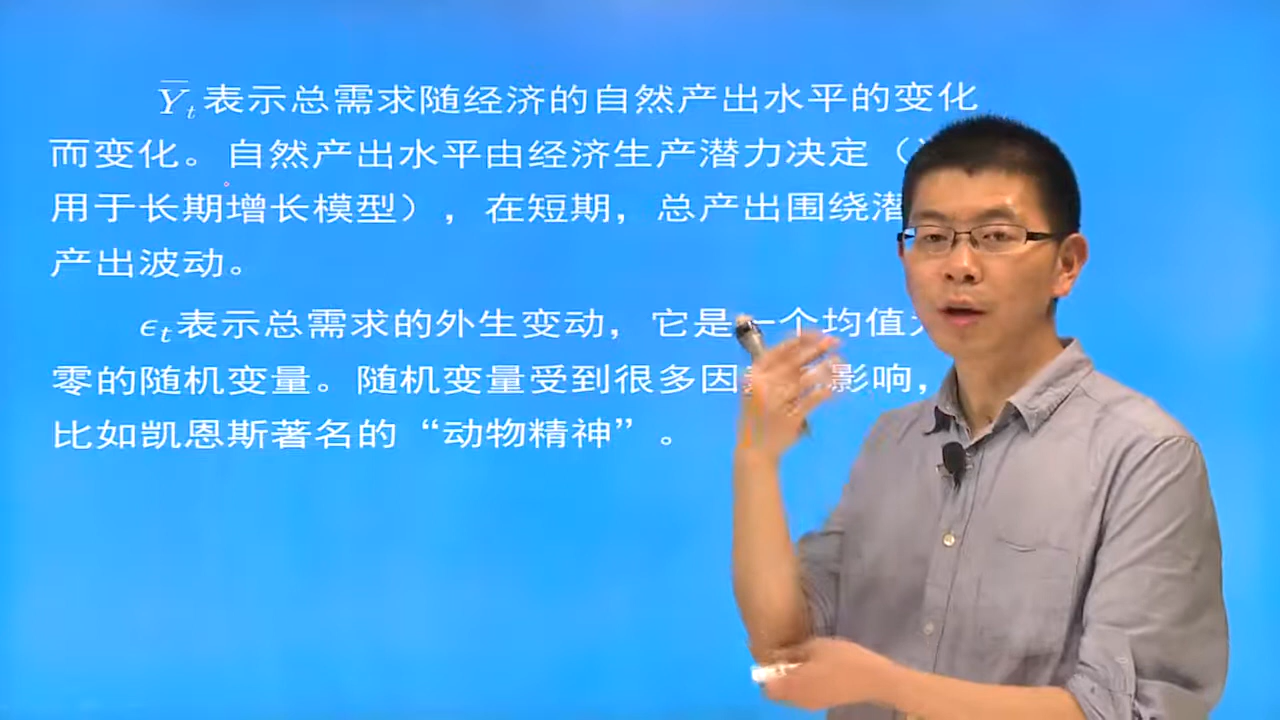 Ȳₜ表示总需求随经济的自然产出水平的变化
而变化。自然产出水平由经济生产潜力决定（
用于长期增长模型），在短期，总产出围绕潜
产出波动。
ϵₜ表示总需求的外生变动，它是一个均值
零的随机变量。随机变量受到很多因 影响，
比如凯恩斯著名的“动物精神”。